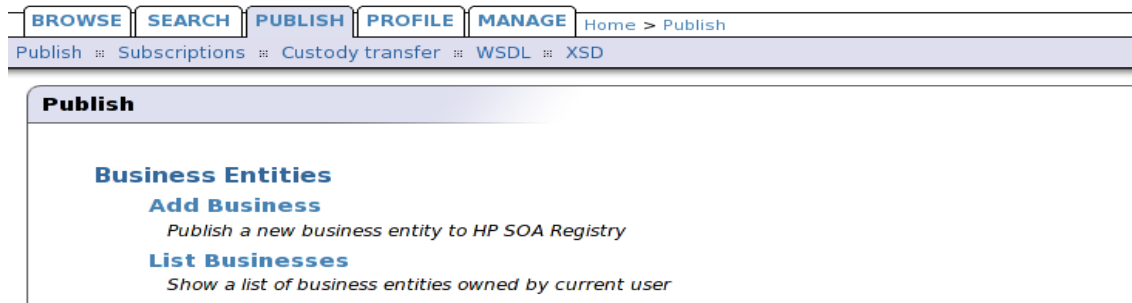 BROWSE SEARCH PUBLISH PROFILE MANAGE Home > Publish
Publish Subscriptions Custody transfer WSDL XSD
Publish
Business Entities
Add Business
Publish a new business entity to HP SOA Registry
List Businesses
Show a list of business entities owned by current user